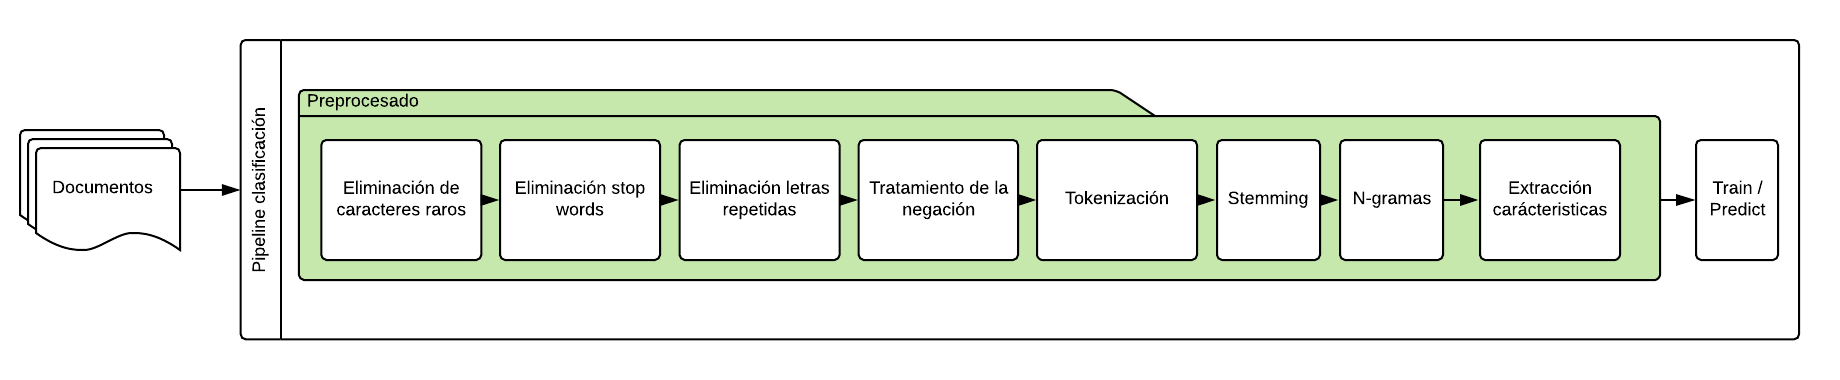 Documentos
Pipeline clasificación
Preprocesado
Eliminación de
caracteres raros
Eliminación stop
words
Eliminación letras
repetidas
Tratamiento de la
negación
Tokenización
Stemming
N-gramas
Extracción
carácteristicas
Train /
Predict